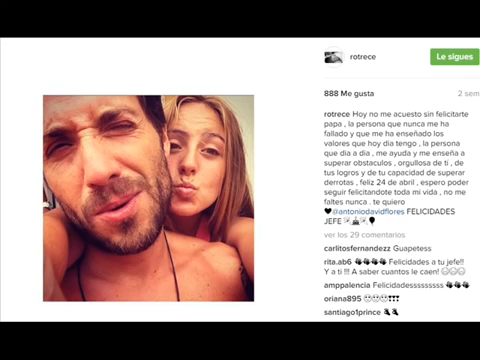 rotrece
Le sigues
888 Me gusta
2 sem
rotrece Hoy no me acuesto sin felicitarte
papa , la persona que nunca me ha
fallado y que me ha enseñado los
valores que hoy dia tengo , la persona
que dia a dia , me ayuda y me enseña a
superar obstaculos , orgullosa de tí , de
tus logros y de tu capacidad de superar
derrotas , feliz 24 de abril , espero poder
seguir felicitandote toda mi vida , no me
faltes nunca . te quiero
❤@antoniodavidflores FELICIDADES
JEFE
ver los 29 comentarios
carlitosfernandezz Guapetess
rita.ab6 Felicidades a tu jefe!!
Y a ti !!! A saber cuantos le caen!
amppalencia Felicidadesssssssss
oriana895
santiago1prince